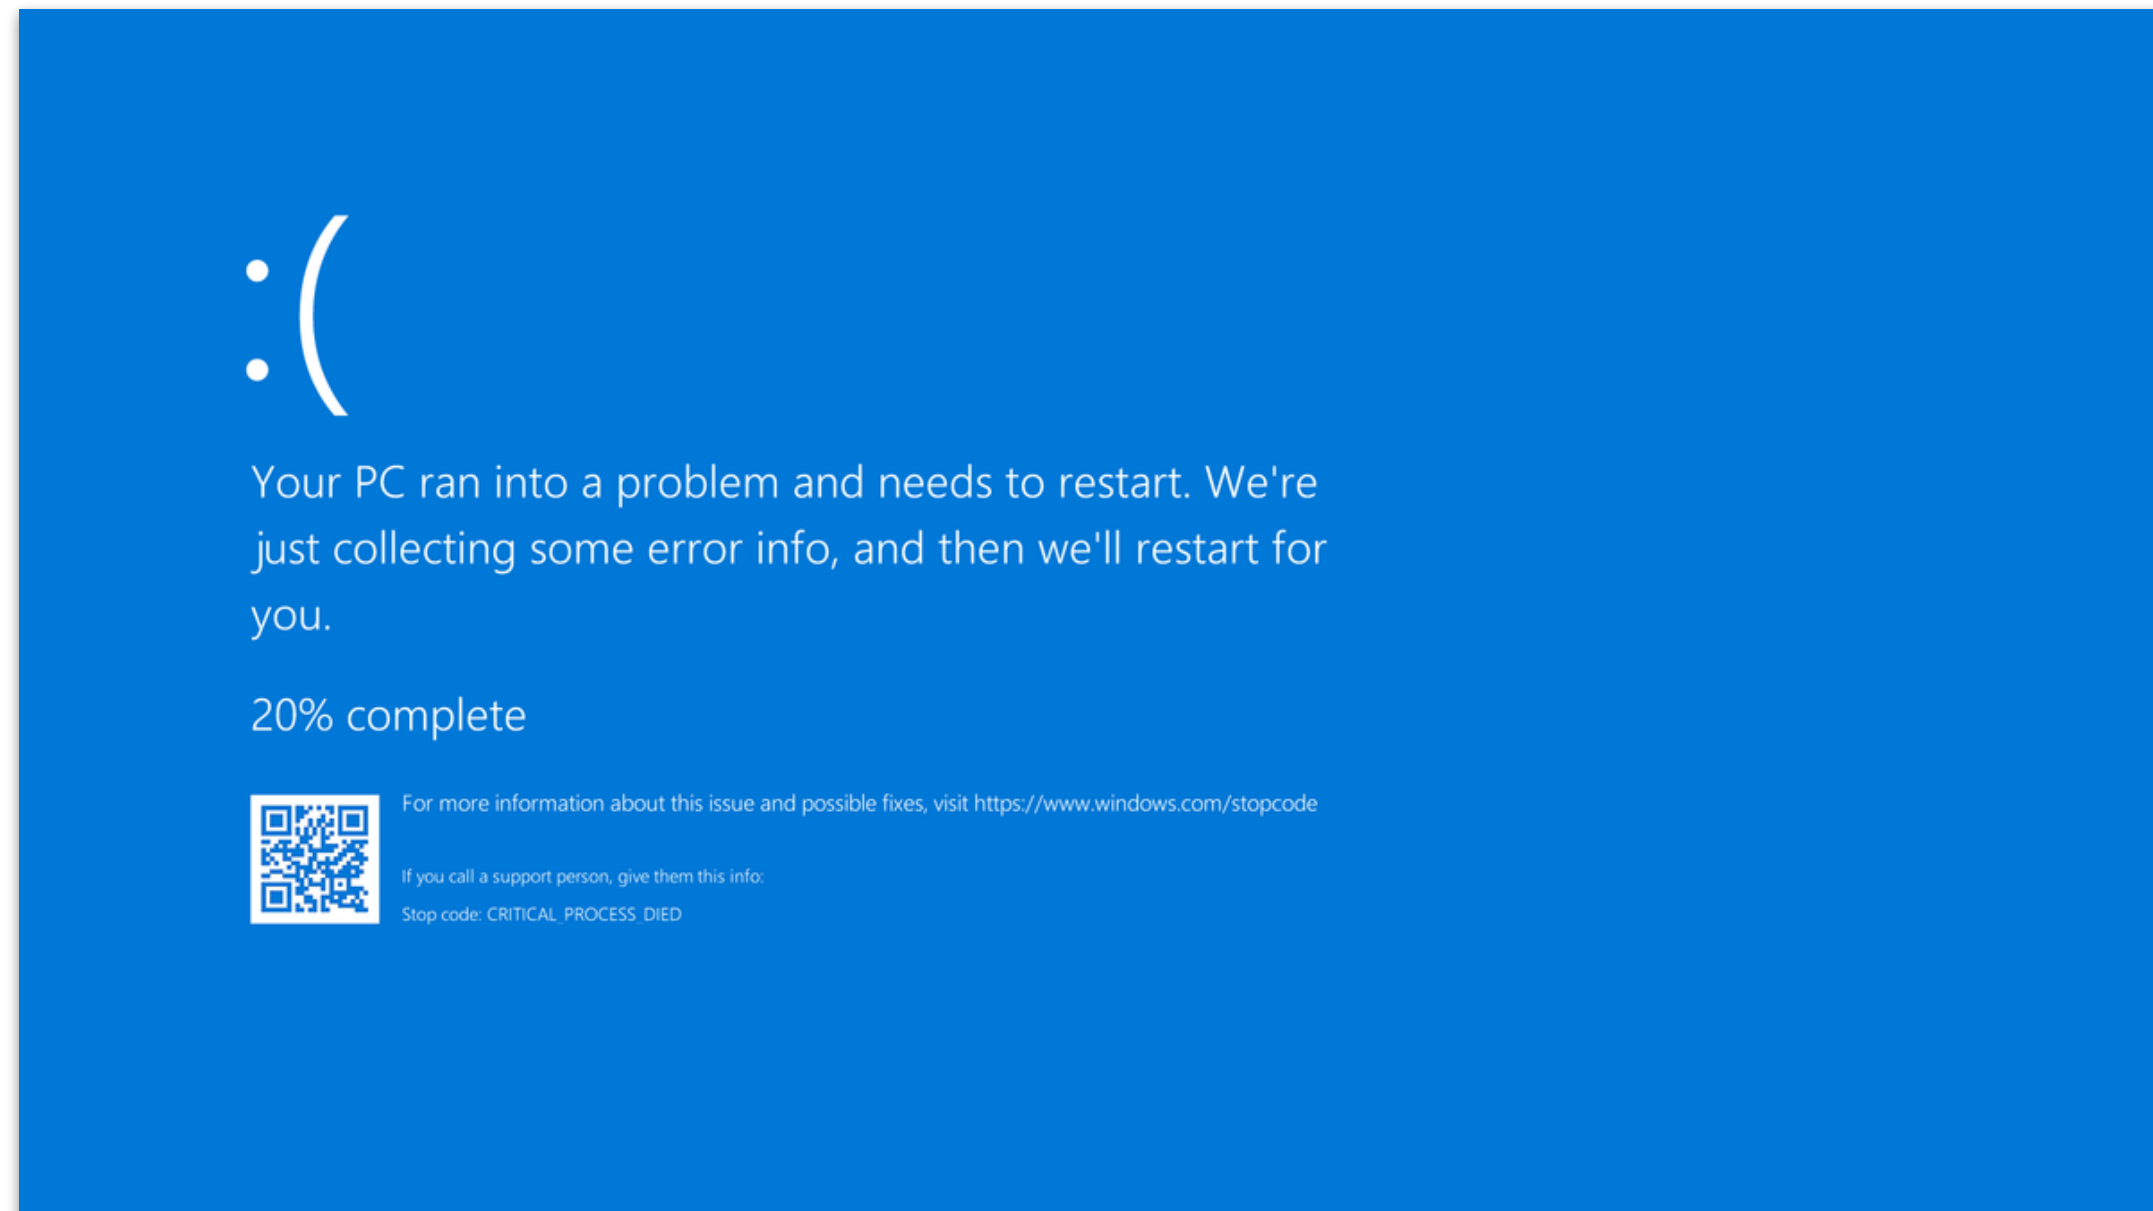 :(
Your PC ran into a problem and needs to restart. We're
just collecting some error info, and then we'll restart for
you.
20% complete
For more information about this issue and possible fixes, visit https://www.windows.com/stopcode
If you call a support person, give them this info:
Stop code: CRITICAL_PROCESS_DIED